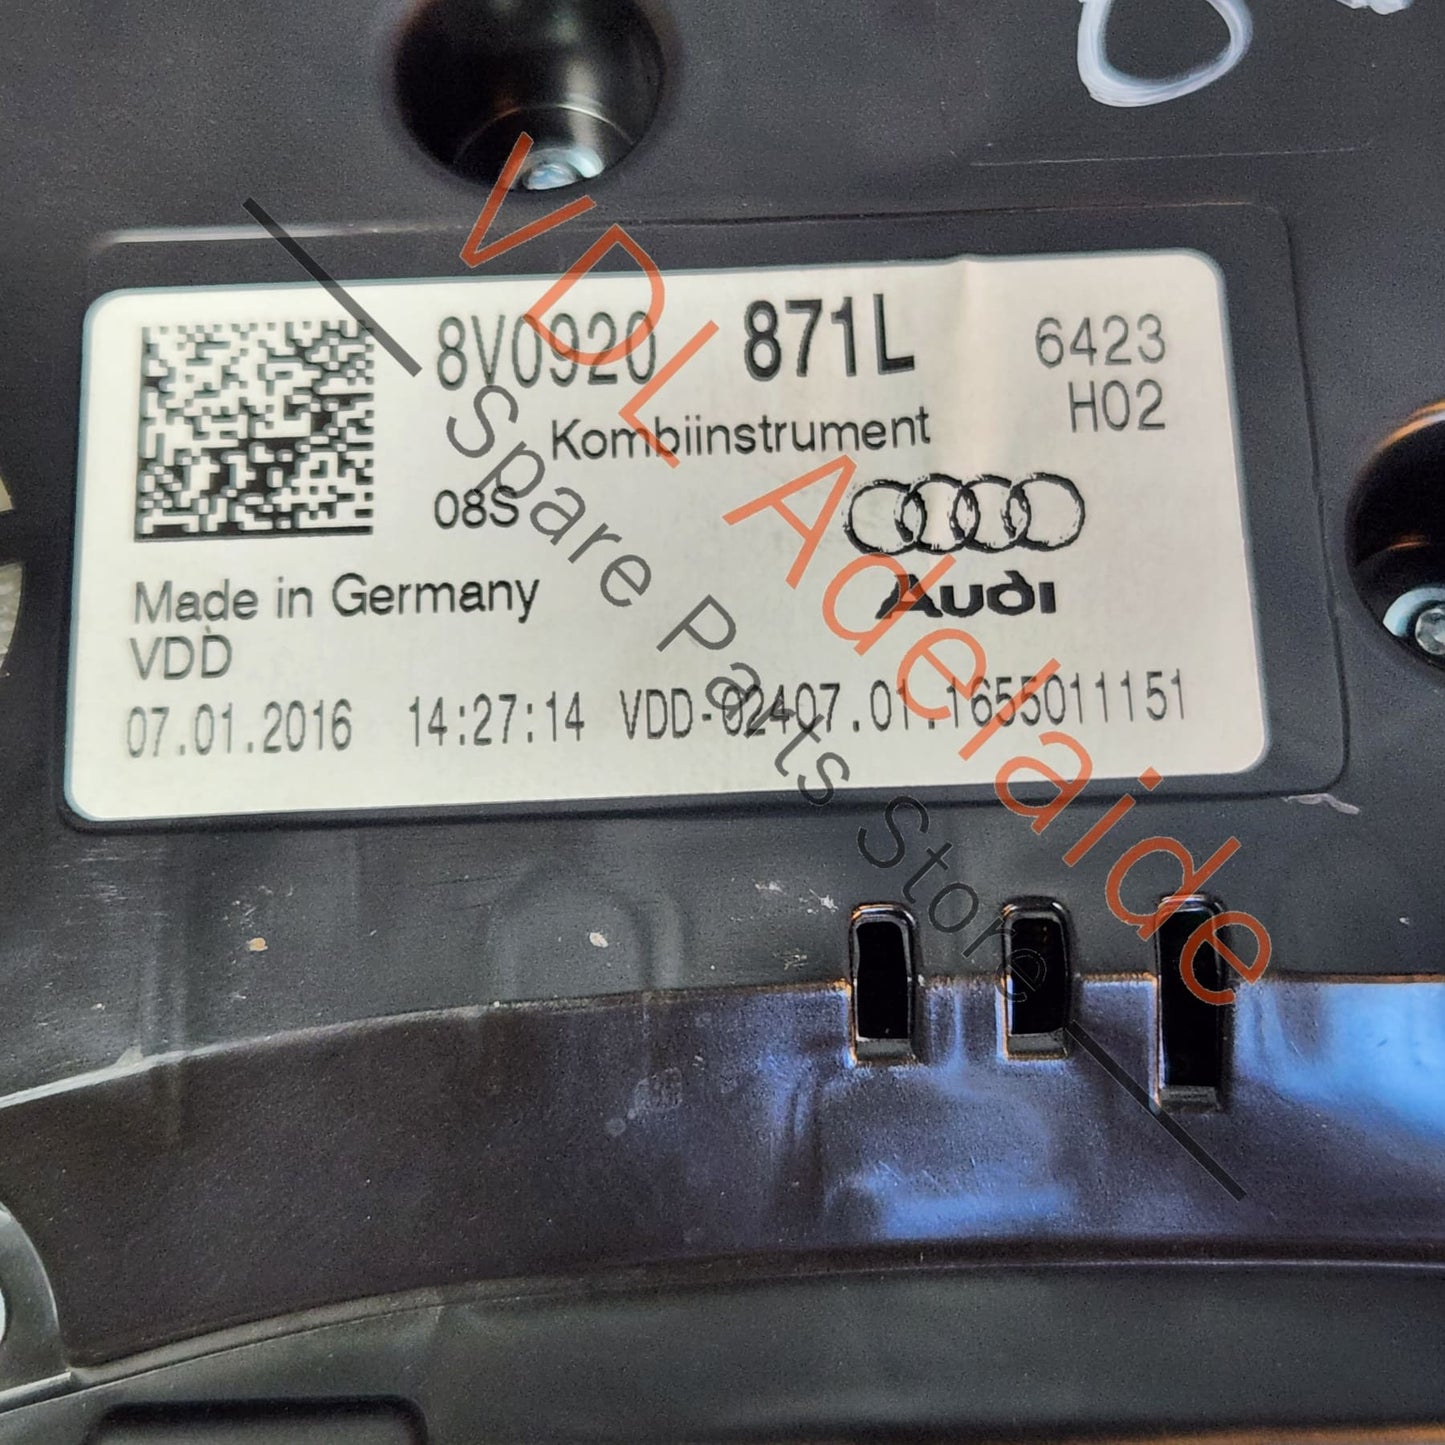 8V0920 871L 6423
H02
Kombiinstrument
08S
Audi
Made in Germany
VDD
07.01.2016 14:27:14 VDD-02407.01.1655011151
VDL Adelaide
Spare Parts Store